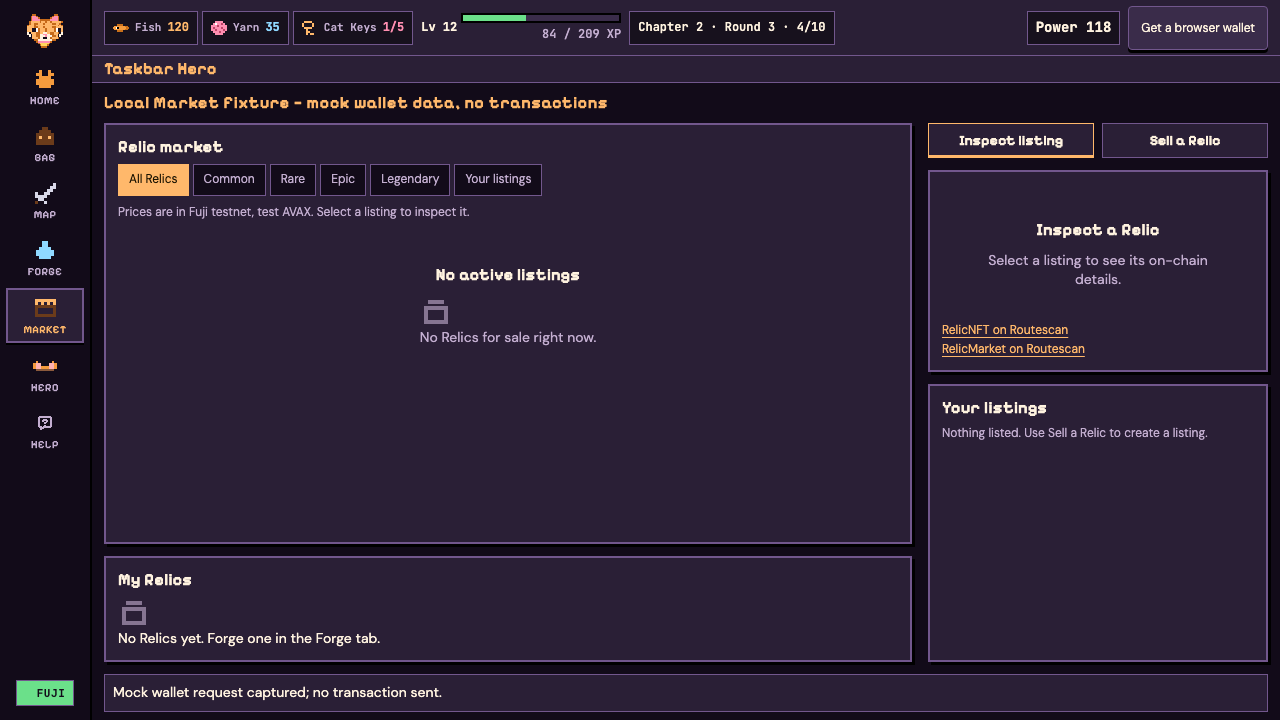 Fish 120
Yarn 35
Cat Keys 1/5
Lv 12
84 / 209 XP
Chapter 2 · Round 3 · 4/10
Power 118
Get a browser wallet
HOME
BAG
MAP
FORGE
MARKET
HERO
HELP
FUJI
Taskbar Hero
Local Market Fixture - mock wallet data, no transactions
Relic market
All Relics
Common
Rare
Epic
Legendary
Your listings
Prices are in Fuji testnet, test AVAX. Select a listing to inspect it.
No active listings
No Relics for sale right now.
My Relics
No Relics yet. Forge one in the Forge tab.
Inspect listing
Sell a Relic
Inspect a Relic
Select a listing to see its on-chain
details.
RelicNFT on Routescan
RelicMarket on Routescan
Your listings
Nothing listed. Use Sell a Relic to create a listing.
Mock wallet request captured; no transaction sent.